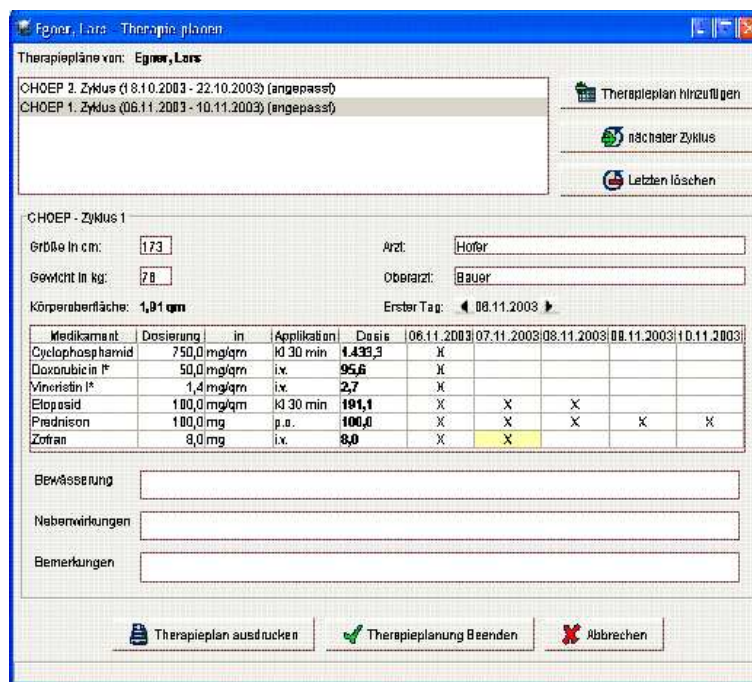 Egner, Lars - Therapie planen
Therapiepläne von: Egner, Lars
CHOEP 2. Zyklus (18.10.2003 - 22.10.2003) (angepasst)
CHOEP 1. Zyklus (06.11.2003 - 10.11.2003) (angepasst)
Therapieplan hinzufügen
nächster Zyklus
Letzten löschen
CHOEP - Zyklus 1
Größe in cm: 173 Arzt: Hofer
Gewicht in kg: 78 Oberarzt: Bauer
Körperoberfläche: 1,91 qm Erster Tag: 06.11.2003
Medikament Dosierung in Applikation Dosis 06.11.2003 07.11.2003 08.11.2003 09.11.2003 10.11.2003
Cyclophosphamid 750,0 mg/qm KI 30 min 1.433,3 X
Doxorubicin I* 50,0 mg/qm i.v. 95,6 X
Vincristin I* 1,4 mg/qm i.v. 2,7 X
Etoposid 100,0 mg/qm KI 30 min 191,1 X X X
Prednison 100,0 mg p.o. 100,0 X X X X X
Zofran 8,0 mg i.v. 8,0 X X
Bewässerung
Nebenwirkungen
Bemerkungen
Therapieplan ausdrucken Therapieplanung Beenden Abbrechen